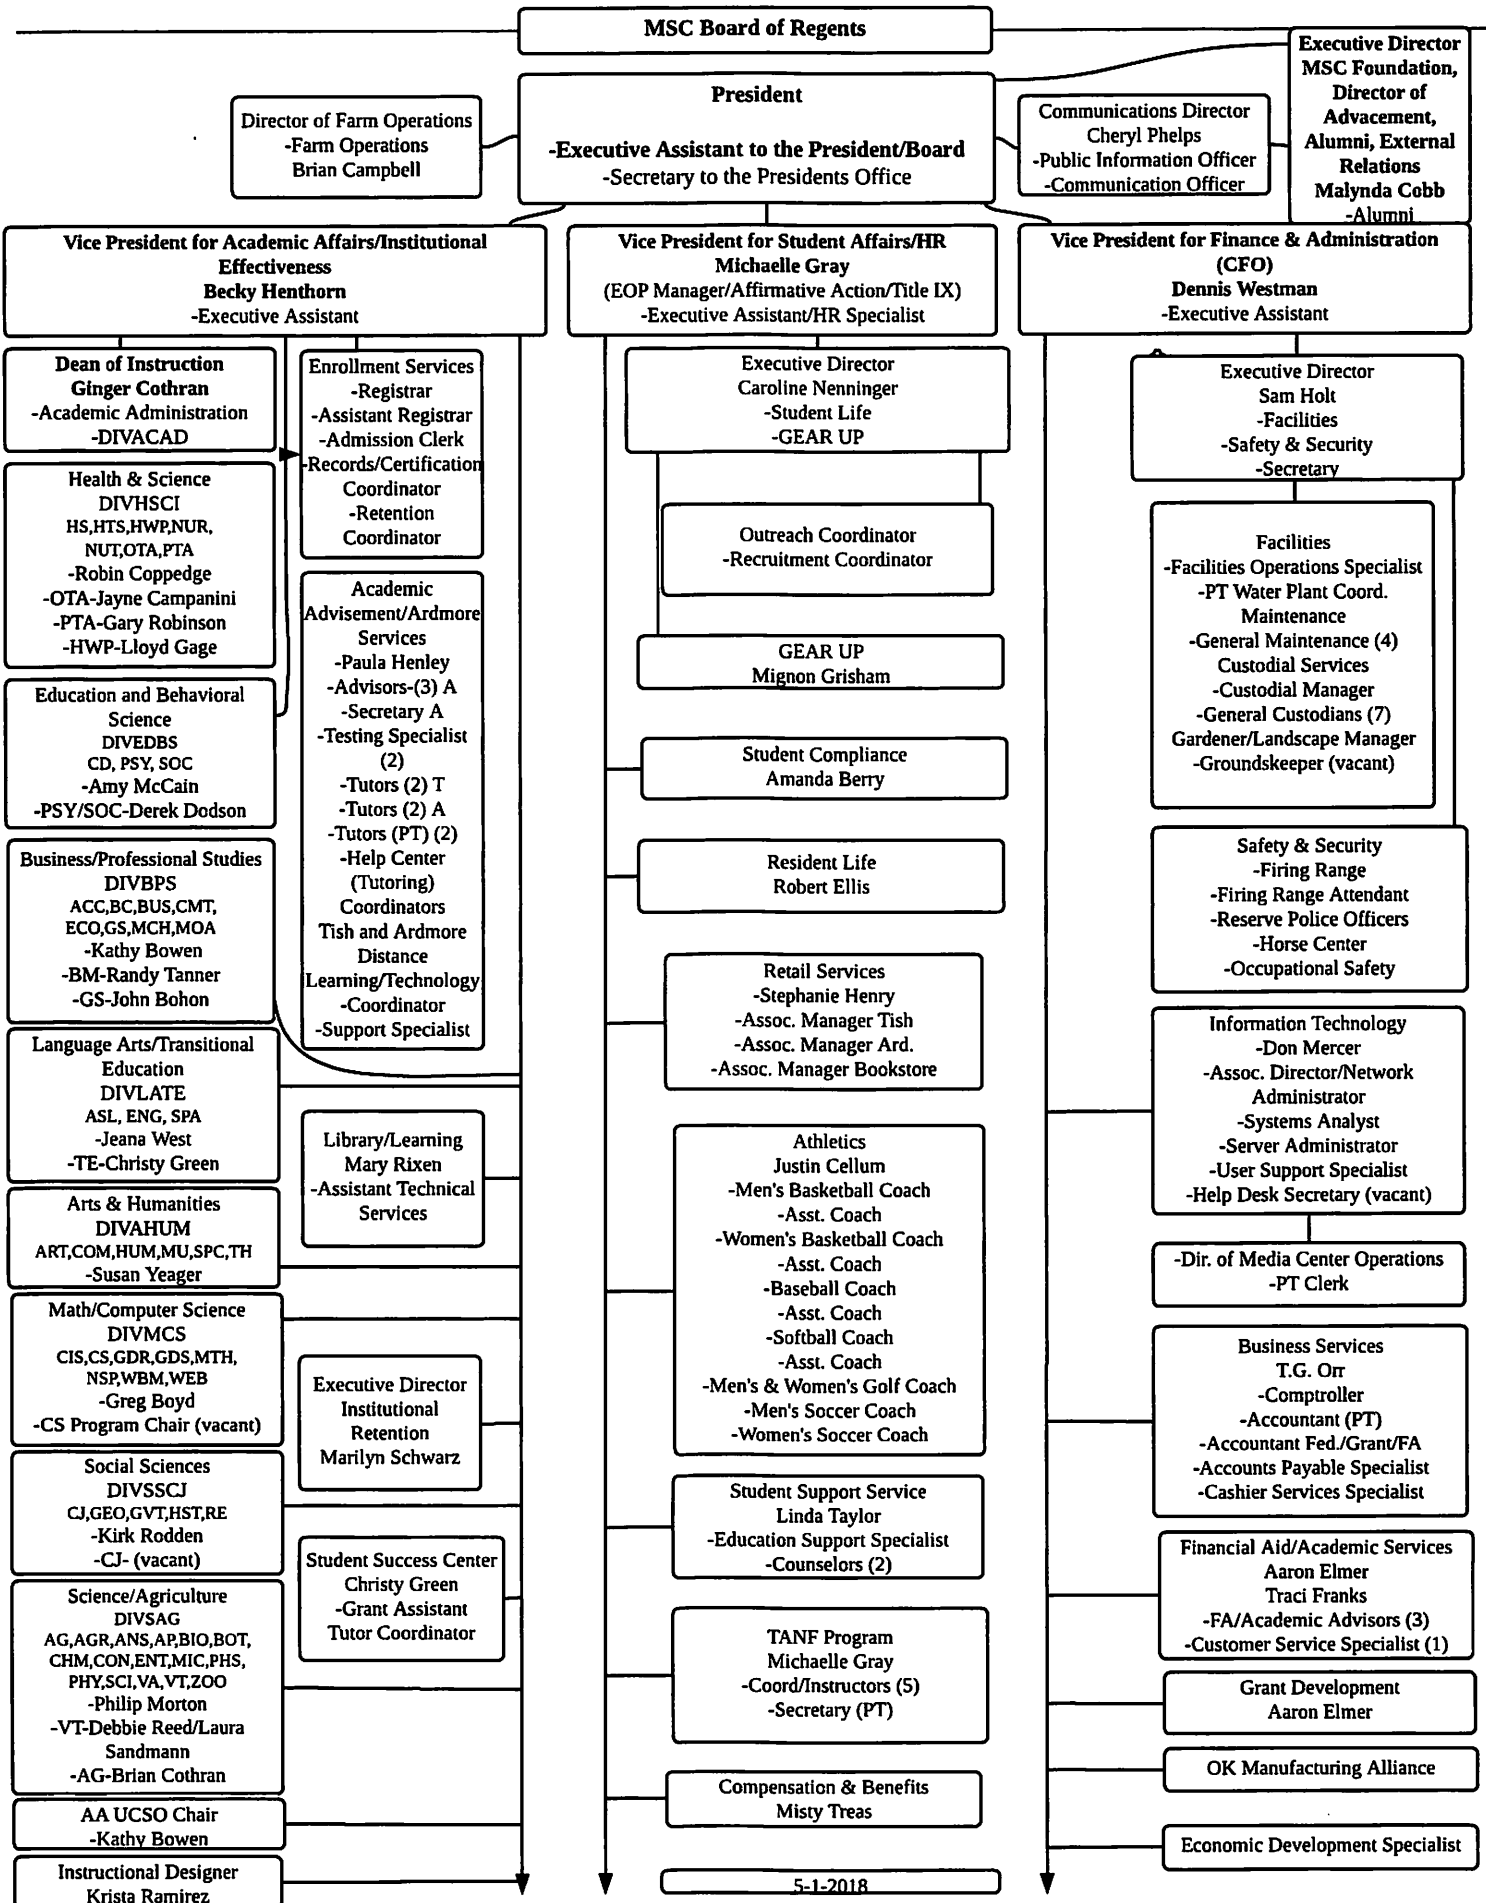 MSC Board of Regents
Executive Director
MSC Foundation,
Director of
Advacement,
Alumni, External
Relations
Malynda Cobb
-Alumni
President
-Executive Assistant to the President/Board
-Secretary to the Presidents Office
Director of Farm Operations
-Farm Operations
Brian Campbell
Communications Director
Cheryl Phelps
-Public Information Officer
-Communication Officer
Vice President for Academic Affairs/Institutional
Effectiveness
Becky Henthorn
-Executive Assistant
Vice President for Student Affairs/HR
Michaelle Gray
(EOP Manager/Affirmative Action/Title IX)
-Executive Assistant/HR Specialist
Vice President for Finance & Administration
(CFO)
Dennis Westman
-Executive Assistant
Dean of Instruction
Ginger Cothran
-Academic Administration
-DIVACAD
Health & Science
DIVHSCI
HS,HTS,HWP,NUR,
NUT,OTA,PTA
-Robin Coppedge
-OTA-Jayne Campanini
-PTA-Gary Robinson
-HWP-Lloyd Gage
Education and Behavioral
Science
DIVEDBS
CD, PSY, SOC
-Amy McCain
-PSY/SOC-Derek Dodson
Business/Professional Studies
DIVBPS
ACC,BC,BUS,CMT,
ECO,GS,MCH,MOA
-Kathy Bowen
-BM-Randy Tanner
-GS-John Bohon
Language Arts/Transitional
Education
DIVLATE
ASL, ENG, SPA
-Jeana West
-TE-Christy Green
Arts & Humanities
DIVAHUM
ART,COM,HUM,MU,SPC,TH
-Susan Yeager
Math/Computer Science
DIVMCS
CIS,CS,GDR,GDS,MTH,
NSP,WBM,WEB
-Greg Boyd
-CS Program Chair (vacant)
Social Sciences
DIVSSCJ
CJ,GEO,GVT,HST,RE
-Kirk Rodden
-CJ- (vacant)
Science/Agriculture
DIVSAG
AG,AGR,ANS,AP,BIO,BOT,
CHM,CON,ENT,MIC,PHS,
PHY,SCI,VA,VT,ZOO
-Philip Morton
-VT-Debbie Reed/Laura
Sandmann
-AG-Brian Cothran
AA UCSO Chair
-Kathy Bowen
Instructional Designer
Krista Ramirez
Enrollment Services
-Registrar
-Assistant Registrar
-Admission Clerk
-Records/Certification
Coordinator
-Retention
Coordinator
Academic
Advisement/Ardmore
Services
-Paula Henley
-Advisors-(3) A
-Secretary A
-Testing Specialist
(2)
-Tutors (2) T
-Tutors (2) A
-Tutors (PT) (2)
-Help Center
(Tutoring)
Coordinators
Tish and Ardmore
Distance
Learning/Technology
-Coordinator
-Support Specialist
Library/Learning
Mary Rixen
-Assistant Technical
Services
Executive Director
Institutional
Retention
Marilyn Schwarz
Student Success Center
Christy Green
-Grant Assistant
Tutor Coordinator
Executive Director
Caroline Nenninger
-Student Life
-GEAR UP
Outreach Coordinator
-Recruitment Coordinator
GEAR UP
Mignon Grisham
Student Compliance
Amanda Berry
Resident Life
Robert Ellis
Retail Services
-Stephanie Henry
-Assoc. Manager Tish
-Assoc. Manager Ard.
-Assoc. Manager Bookstore
Athletics
Justin Cellum
-Men's Basketball Coach
-Asst. Coach
-Women's Basketball Coach
-Asst. Coach
-Baseball Coach
-Asst. Coach
-Softball Coach
-Asst. Coach
-Men's & Women's Golf Coach
-Men's Soccer Coach
-Women's Soccer Coach
Student Support Service
Linda Taylor
-Education Support Specialist
-Counselors (2)
TANF Program
Michaelle Gray
-Coord/Instructors (5)
-Secretary (PT)
Compensation & Benefits
Misty Treas
5-1-2018
Executive Director
Sam Holt
-Facilities
-Safety & Security
-Secretary
Facilities
-Facilities Operations Specialist
-PT Water Plant Coord.
Maintenance
-General Maintenance (4)
Custodial Services
-Custodial Manager
-General Custodians (7)
Gardener/Landscape Manager
-Groundskeeper (vacant)
Safety & Security
-Firing Range
-Firing Range Attendant
-Reserve Police Officers
-Horse Center
-Occupational Safety
Information Technology
-Don Mercer
-Assoc. Director/Network
Administrator
-Systems Analyst
-Server Administrator
-User Support Specialist
-Help Desk Secretary (vacant)
-Dir. of Media Center Operations
-PT Clerk
Business Services
T.G. Orr
-Comptroller
-Accountant (PT)
-Accountant Fed./Grant/FA
-Accounts Payable Specialist
-Cashier Services Specialist
Financial Aid/Academic Services
Aaron Elmer
Traci Franks
-FA/Academic Advisors (3)
-Customer Service Specialist (1)
Grant Development
Aaron Elmer
OK Manufacturing Alliance
Economic Development Specialist